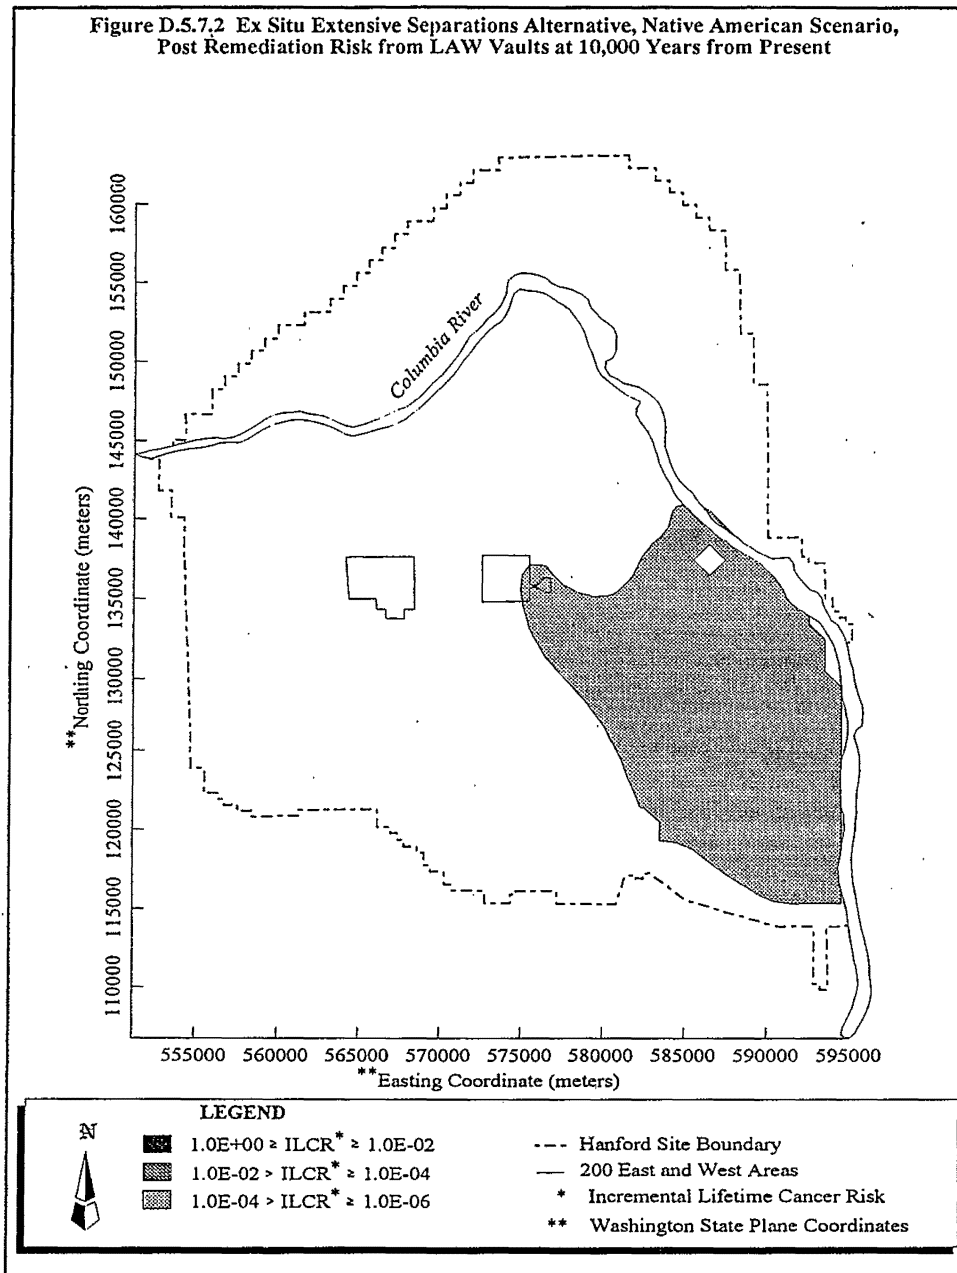 Figure D.5.7.2 Ex Situ Extensive Separations Alternative, Native American Scenario,
Post Remediation Risk from LAW Vaults at 10,000 Years from Present
160000
155000
150000
145000
140000
135000
130000
125000
120000
115000
110000
**Northing Coordinate (meters)
Columbia River
555000 560000 565000 570000 575000 580000 585000 590000 595000
**Easting Coordinate (meters)
LEGEND
N
1.0E+00 ≥ ILCR* ≥ 1.0E-02
1.0E-02 > ILCR* ≥ 1.0E-04
1.0E-04 > ILCR* ≥ 1.0E-06
Hanford Site Boundary
200 East and West Areas
* Incremental Lifetime Cancer Risk
** Washington State Plane Coordinates